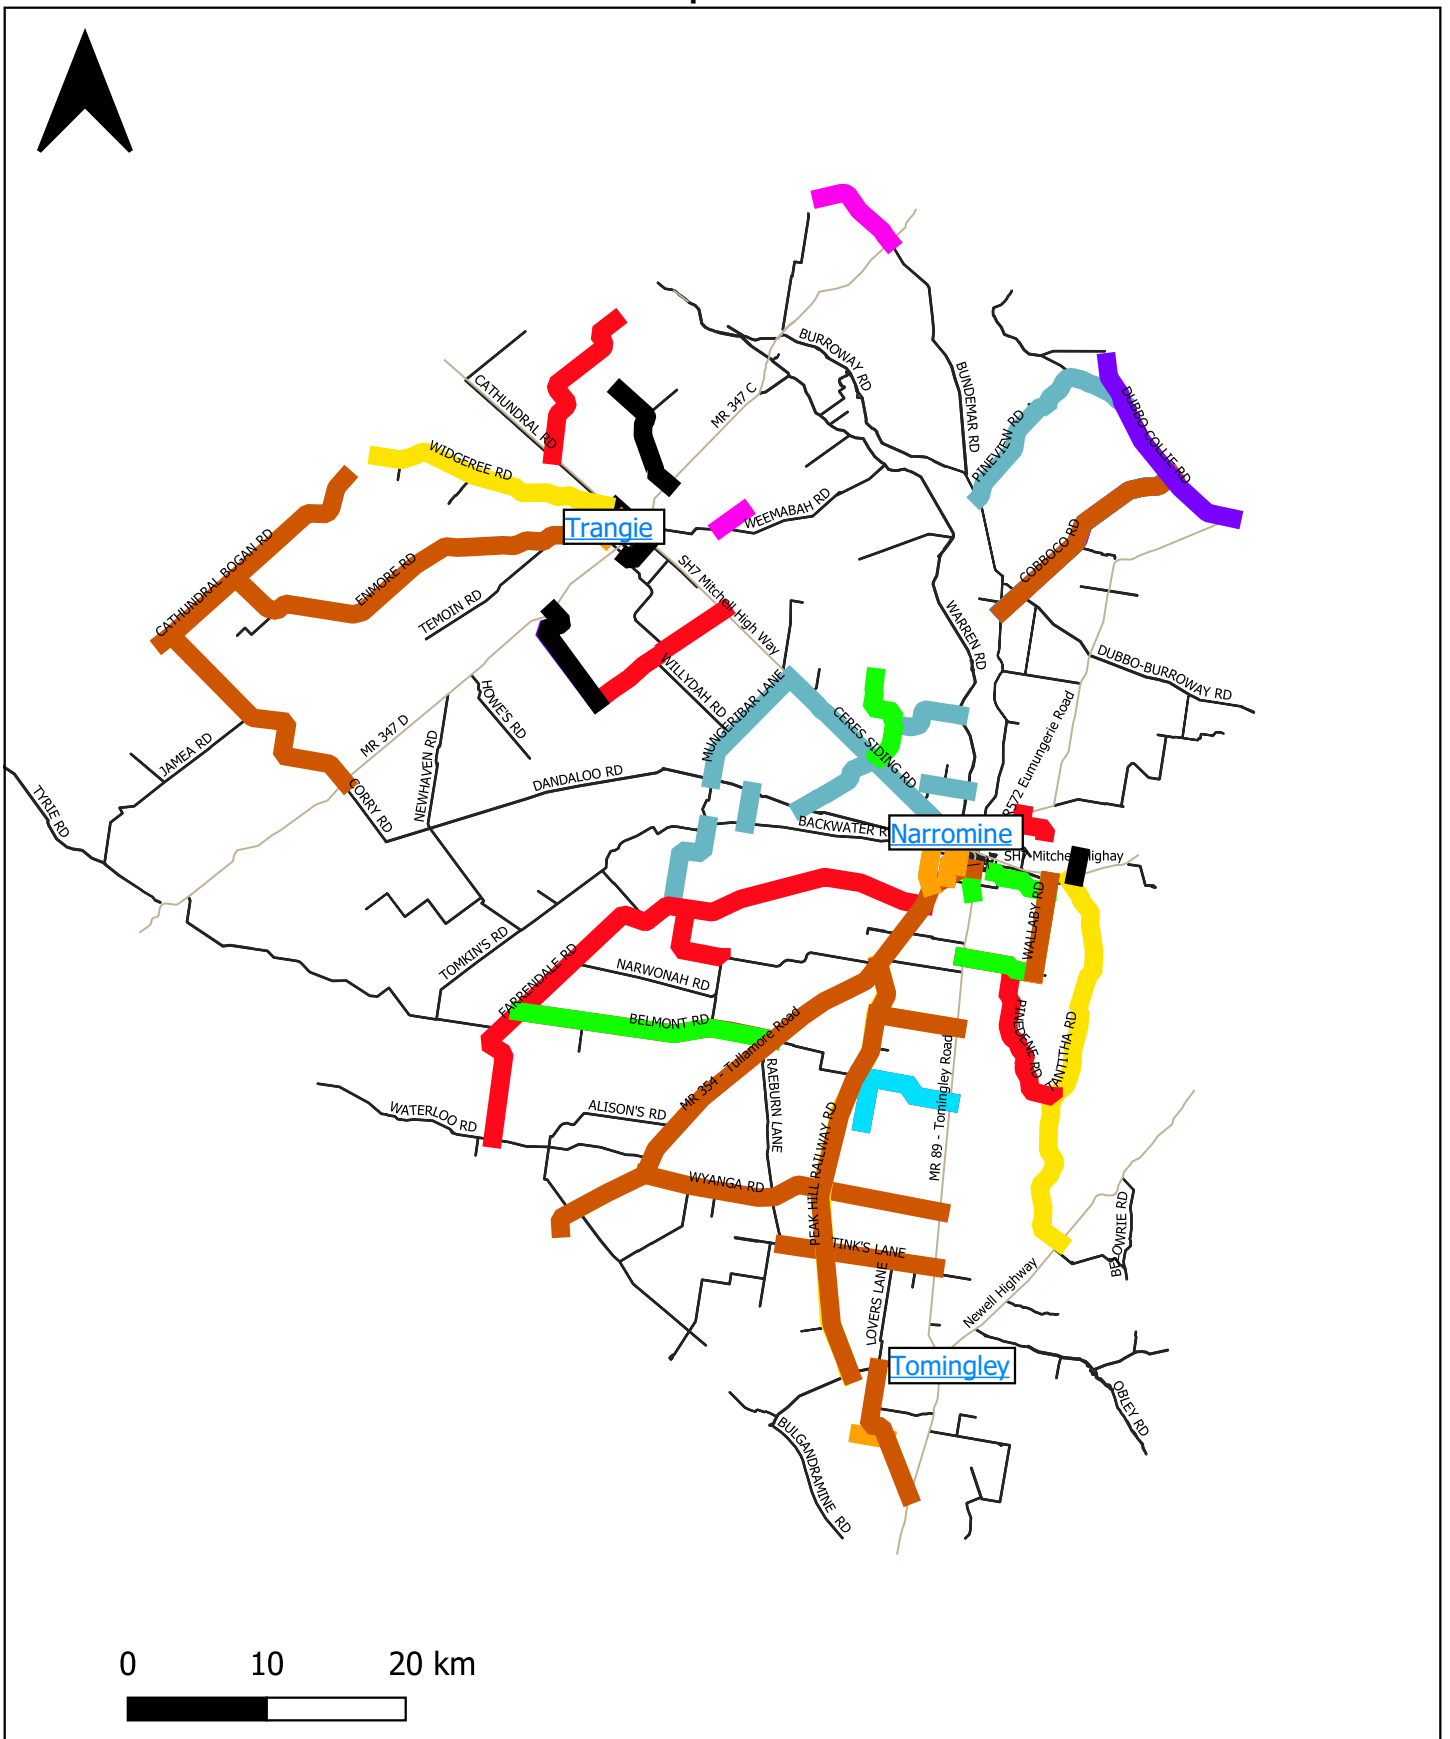 BURROWAY RD
BUNDEMAR RD
CATHUNDRAL RD
MR 347 C
DUBBO-COLLIE RD
PINEVIEW RD
WIDGEREE RD
WEEMABAH RD
Trangie
CATHUNDRAL BOGAN RD
ENMORE RD
COBBOCO RD
SH7 Mitchell High Way
TEMOIN RD
WARREN RD
DUBBO-BURROWAY RD
WILLYDAH RD
HOWE'S RD
MUNGERIBAR LANE
MR 347 D
CERES SIDING RD
JAMEA RD
NEWHAVEN RD
DANDALOO RD
R572 Eumungerie Road
TYRIE RD
CORRY RD
BACKWATER R
Narromine
SH7 Mitche Highay
WALLABY RD
TOMKIN'S RD
FARRENDALE RD
NARWONAH RD
BELMONT RD
MR 354 - Tullamore Road
PINEDENE RD
TANTITHA RD
RAEBURN LANE
MR 89 - Tomingley Road
WATERLOO RD
ALISON'S RD
PEAK HILL RAILWAY RD
WYANGA RD
TINK'S LANE
LOVERS LANE
Newell Highway
Tomingley
OBLEY RD
BULGANDRAMINE RD
0 10 20 km